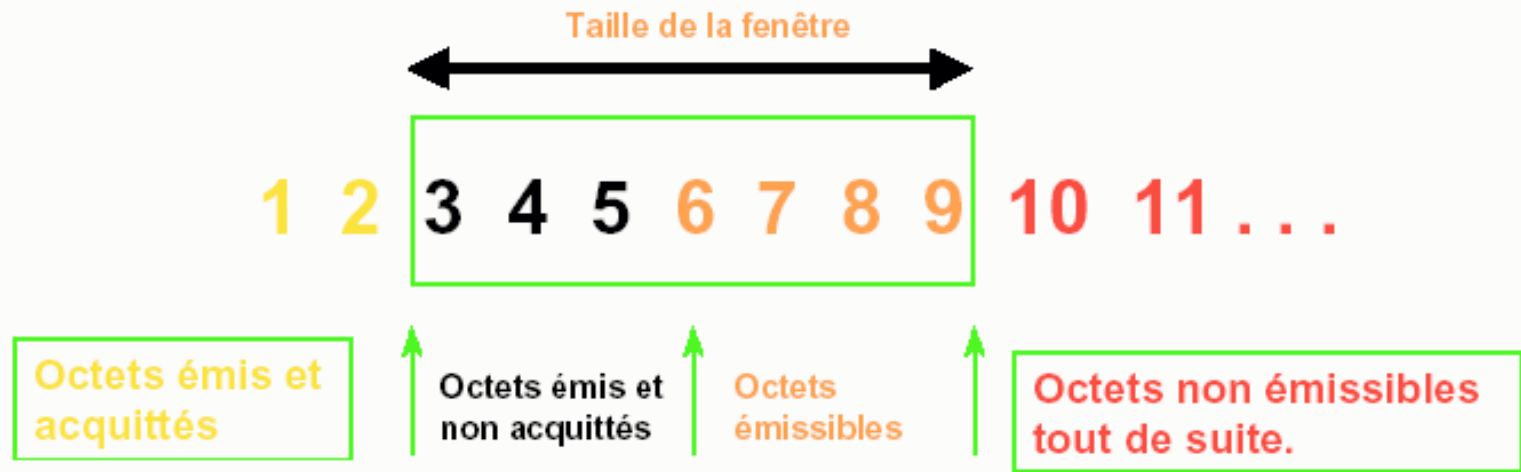 Taille de la fenêtre
1 2 3 4 5 6 7 8 9 10 11 . . .
Octets émis et
acquittés
Octets émis et
non acquittés
Octets
émissibles
Octets non émissibles
tout de suite.